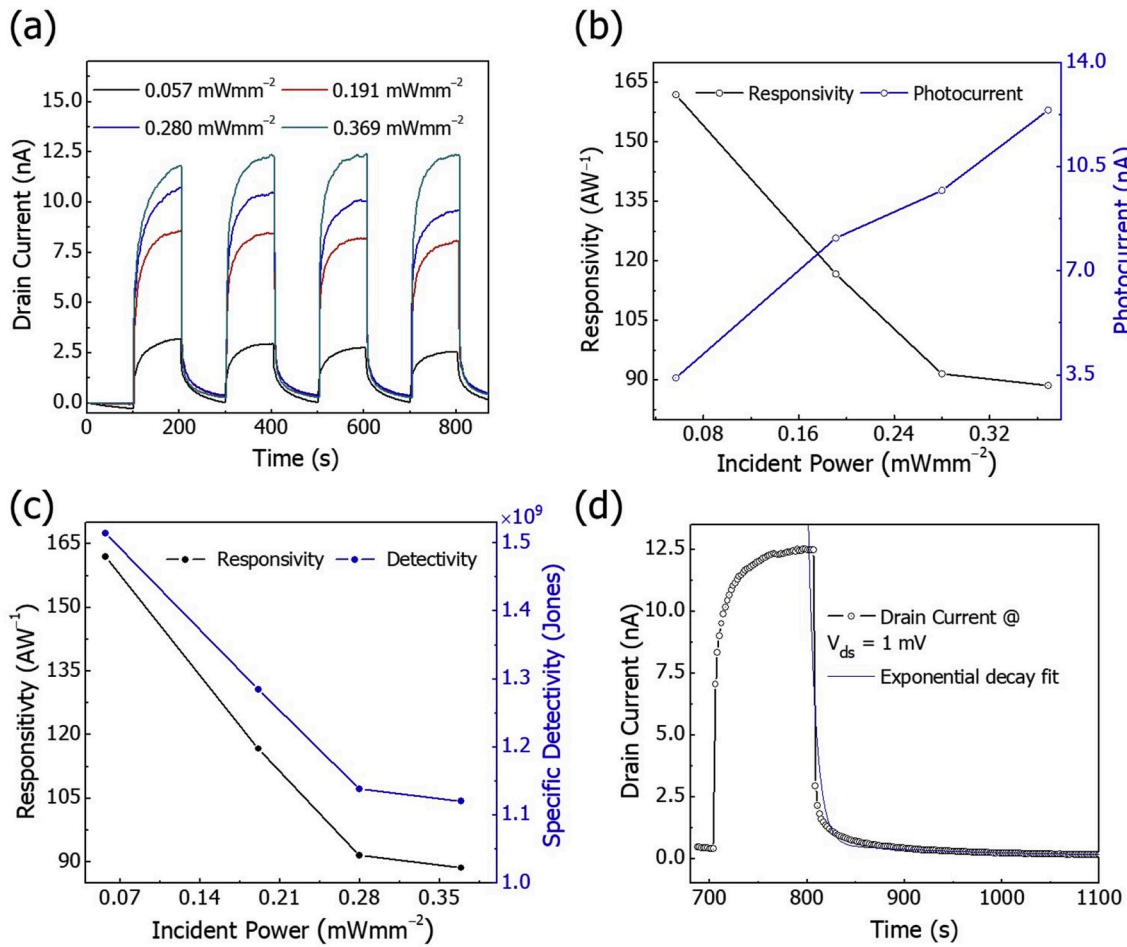 (a)
0.057 mWmm⁻²
0.191 mWmm⁻²
0.280 mWmm⁻²
0.369 mWmm⁻²
15.0
12.5
10.0
7.5
5.0
2.5
0.0
Drain Current (nA)
0
200
400
600
800
Time (s)
(b)
Responsivity
Photocurrent
165
150
135
120
105
90
Responsivity (AW⁻¹)
14.0
10.5
7.0
3.5
Photocurrent (nA)
0.08
0.16
0.24
0.32
Incident Power (mWmm⁻²)
(c)
×10⁹
Responsivity
Detectivity
165
150
135
120
105
90
Responsitivty (AW⁻¹)
1.5
1.4
1.3
1.2
1.1
1.0
Specific Detectivity (Jones)
0.07
0.14
0.21
0.28
0.35
Incident Power (mWmm⁻²)
(d)
Drain Current @
V_ds = 1 mV
Exponential decay fit
12.5
10.0
7.5
5.0
2.5
0.0
Drain Current (nA)
700
800
900
1000
1100
Time (s)